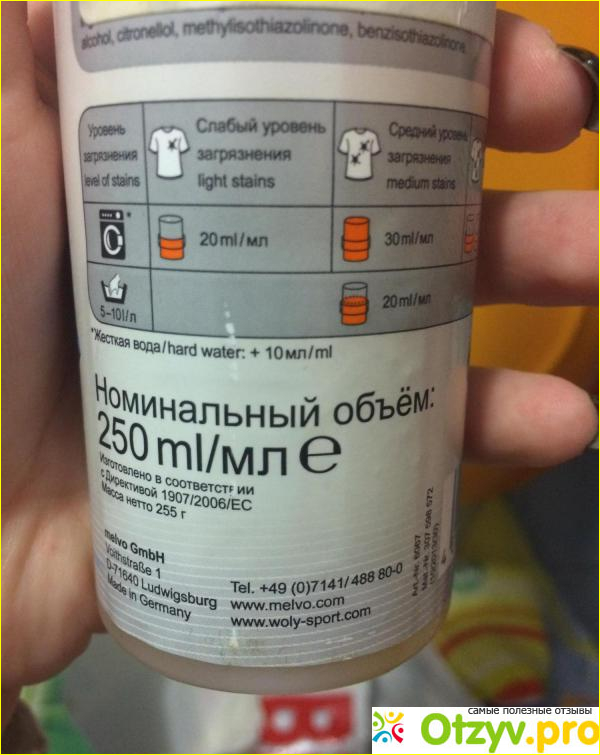 alcohol, citronellol, methylisothiazolinone, benzisothiazolinone
Уровень
загрязнения
level of stains
Слабый уровень
загрязнения
light stains
Средний уровень
загрязнения
medium stains
*
20 ml/мл
30 ml/мл
5–10 l/л
20 ml/мл
*Жесткая вода/hard water: + 10 мл/ml
Номинальный объём:
250 ml/мл e
Изготовлено в соответствии
с Директивой 1907/2006/EC
Масса нетто 255 г
melvo GmbH
Voithstraße 1
D-71640 Ludwigsburg
Made in Germany
Tel. +49 (0)7141/488 80-0
www.melvo.com
www.woly-sport.com
самые полезные отзывы
Otzyv.pro